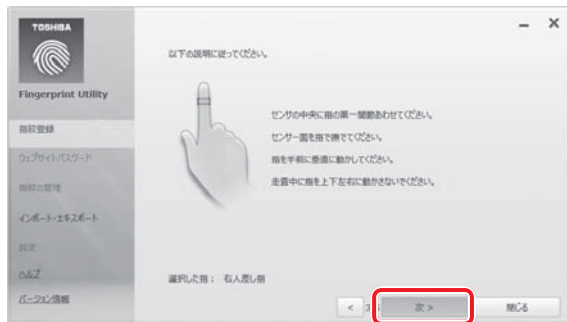 TOSHIBA
Fingerprint Utility
指紋登録
ウェブサイトパスワード
指紋の管理
インポート・エキスポート
設定
ヘルプ
バージョン情報
以下の説明に従ってください。
センサの中央に指の第一関節あわせてください。
センサー面を指で撫でてください。
指を手前に垂直に動かしてください。
走査中に指を上下左右に動かさないでください。
選択した指： 右人差し指
<
次 >
閉じる